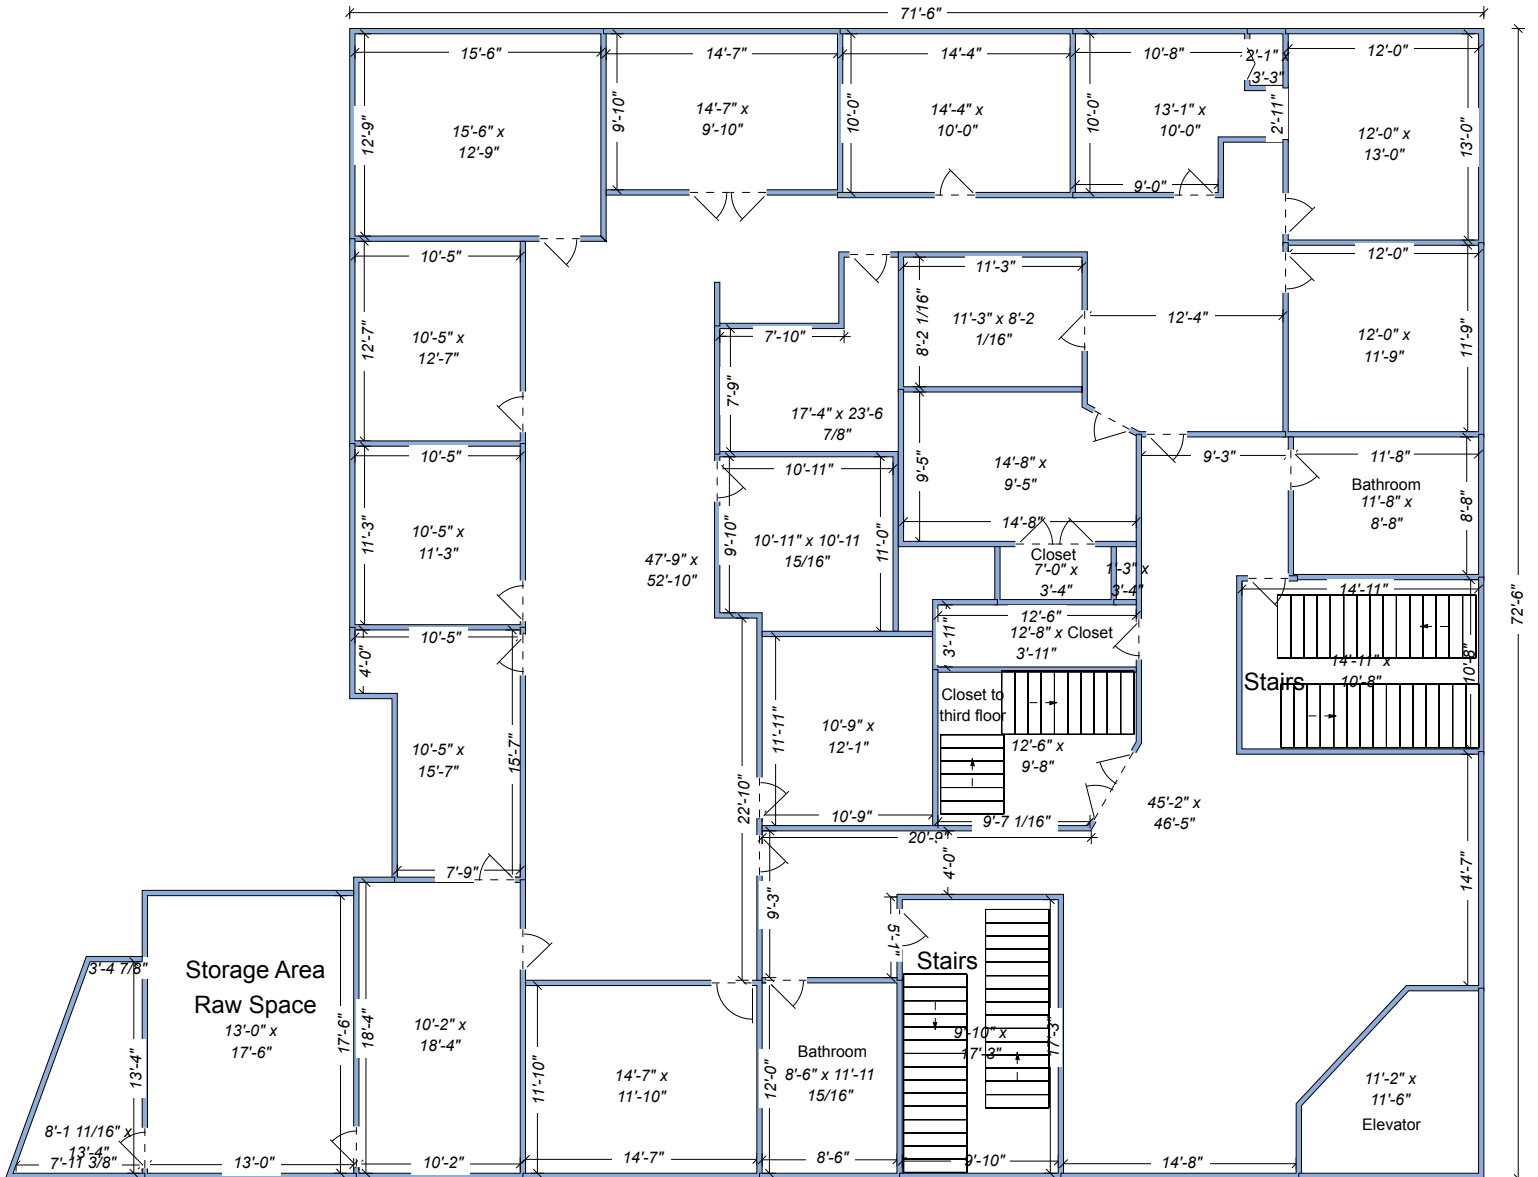 71'-6"
15'-6"
14'-7"
14'-4"
10'-8"
2'-1" x
3'-3"
12'-0"
12'-9"
15'-6" x
12'-9"
9'-10"
14'-7" x
9'-10"
10'-0"
14'-4" x
10'-0"
10'-0"
13'-1" x
10'-0"
2'-11"
9'-0"
12'-0" x
13'-0"
13'-0"
10'-5"
12'-7"
10'-5" x
12'-7"
11'-3"
8'-2 1/16"
11'-3" x 8'-2
1/16"
12'-4"
12'-0"
12'-0" x
11'-9"
11'-9"
7'-10"
7'-9"
17'-4" x 23'-6
7/8"
10'-5"
11'-3"
10'-5" x
11'-3"
10'-11"
9'-10"
10'-11" x 10'-11
15/16"
11'-0"
9'-5"
14'-8" x
9'-5"
14'-8"
9'-3"
11'-8"
Bathroom
11'-8" x
8'-8"
8'-8"
47'-9" x
52'-10"
Closet
7'-0" x
3'-4"
1'-3" x
3'-4"
14'-11"
72'-6"
10'-5"
4'-0"
10'-5" x
15'-7"
15'-7"
7'-9"
12'-6"
3'-11"
12'-8" x Closet
3'-11"
Stairs
14'-11" x
10'-8"
10'-8"
Closet to
third floor
12'-6" x
9'-8"
11'-11"
10'-9" x
12'-1"
10'-9"
22'-10"
9'-7 1/16"
20'-9"
4'-0"
45'-2" x
46'-5"
14'-7"
9'-3"
5'-1"
Stairs
9'-10" x
17'-3"
17'-3"
9'-10"
3'-4 7/8"
Storage Area
Raw Space
13'-0" x
17'-6"
17'-6"
18'-4"
10'-2" x
18'-4"
13'-4"
8'-1 11/16" x
13'-4"
7'-11 3/8"
13'-0"
10'-2"
11'-10"
14'-7" x
11'-10"
14'-7"
12'-0"
Bathroom
8'-6" x 11'-11
15/16"
8'-6"
14'-8"
11'-2" x
11'-6"
Elevator